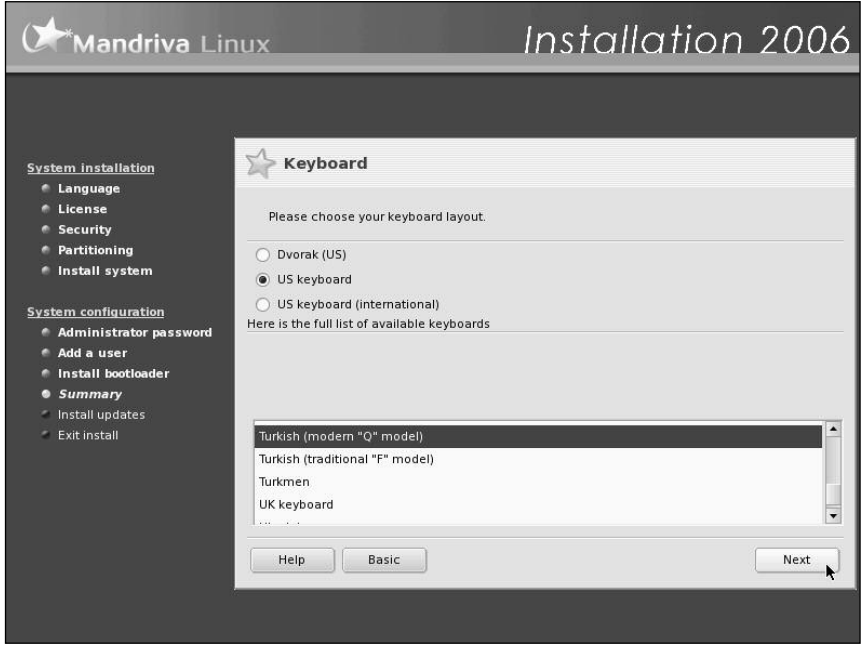 Mandriva Linux
Installation 2006
System installation
Language
License
Security
Partitioning
Install system
System configuration
Administrator password
Add a user
Install bootloader
Summary
Install updates
Exit install
Keyboard
Please choose your keyboard layout.
Dvorak (US)
US keyboard
US keyboard (international)
Here is the full list of available keyboards
Turkish (modern "Q" model)
Turkish (traditional "F" model)
Turkmen
UK keyboard
Help
Basic
Next